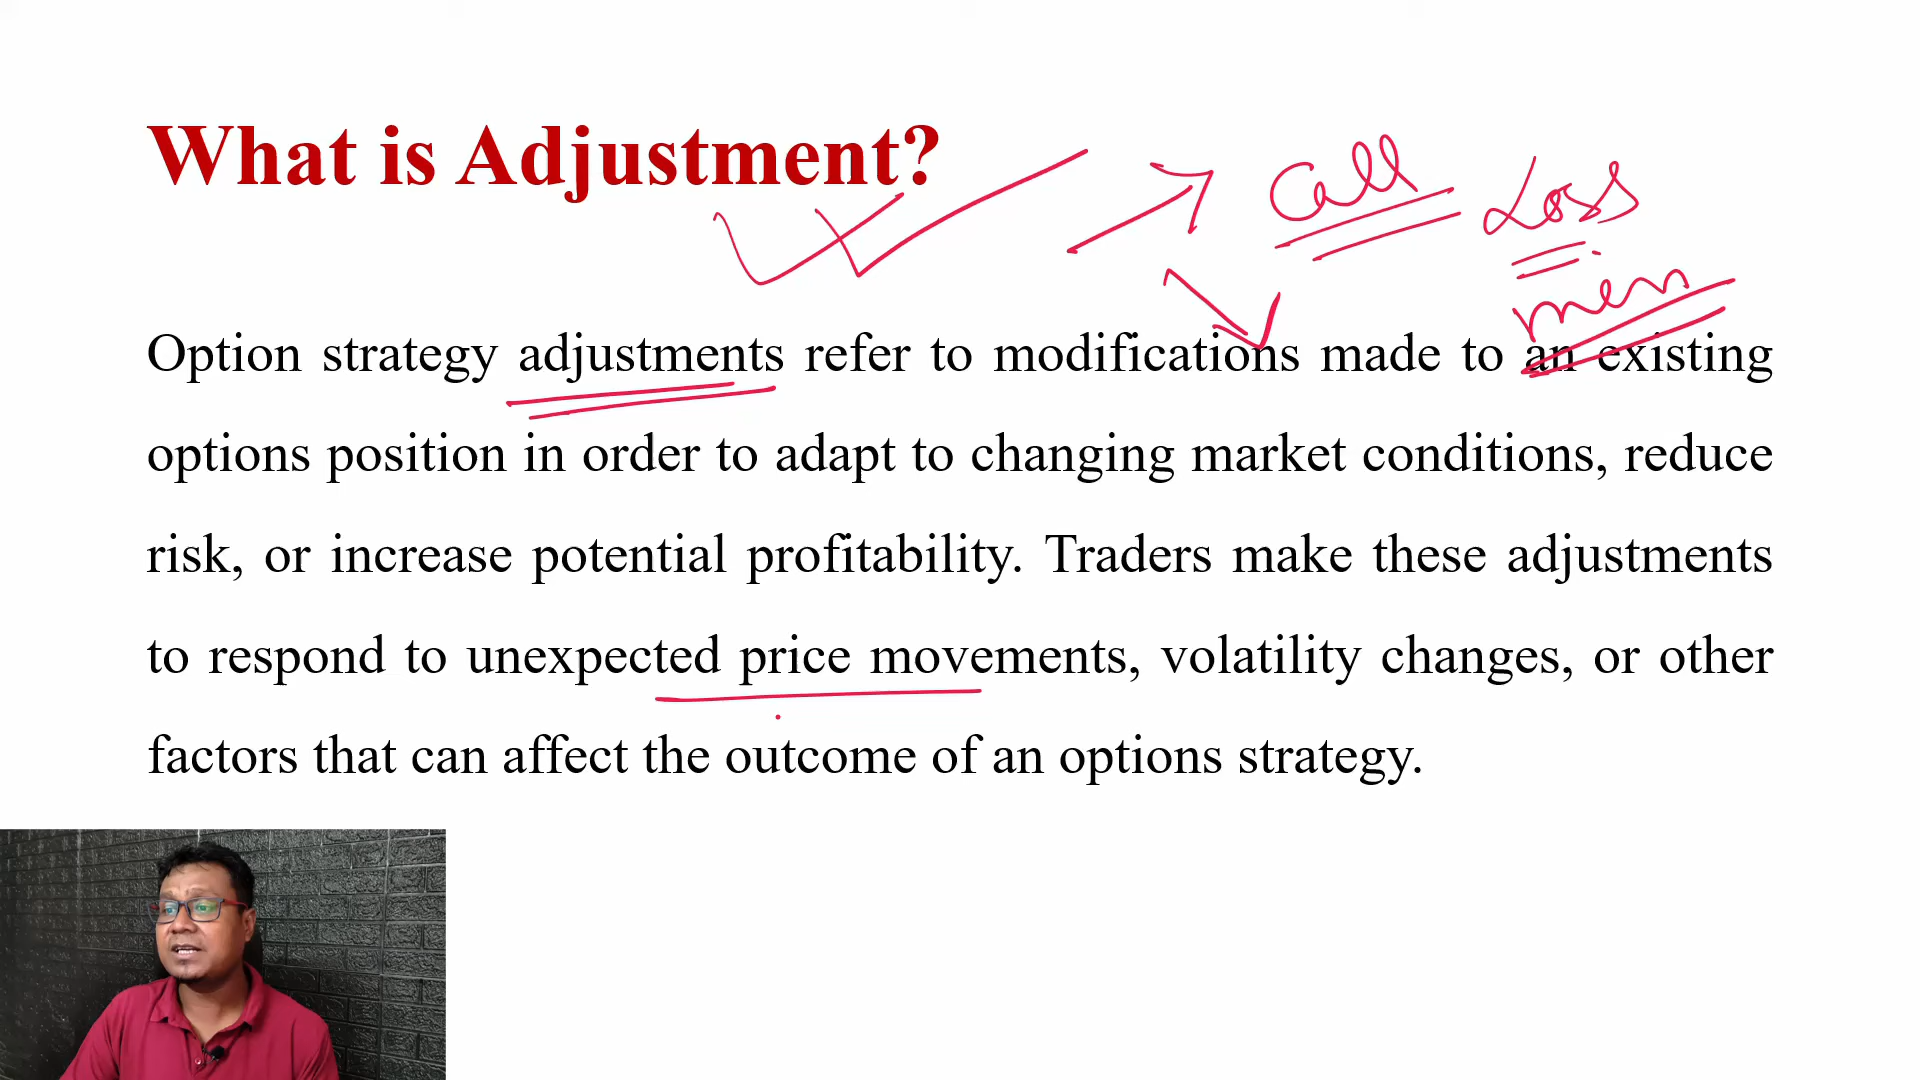 What is Adjustment?
Call Loss
Option strategy adjustments refer to modifications made to an existing
options position in order to adapt to changing market conditions, reduce
risk, or increase potential profitability. Traders make these adjustments
to respond to unexpected price movements, volatility changes, or other
factors that can affect the outcome of an options strategy.